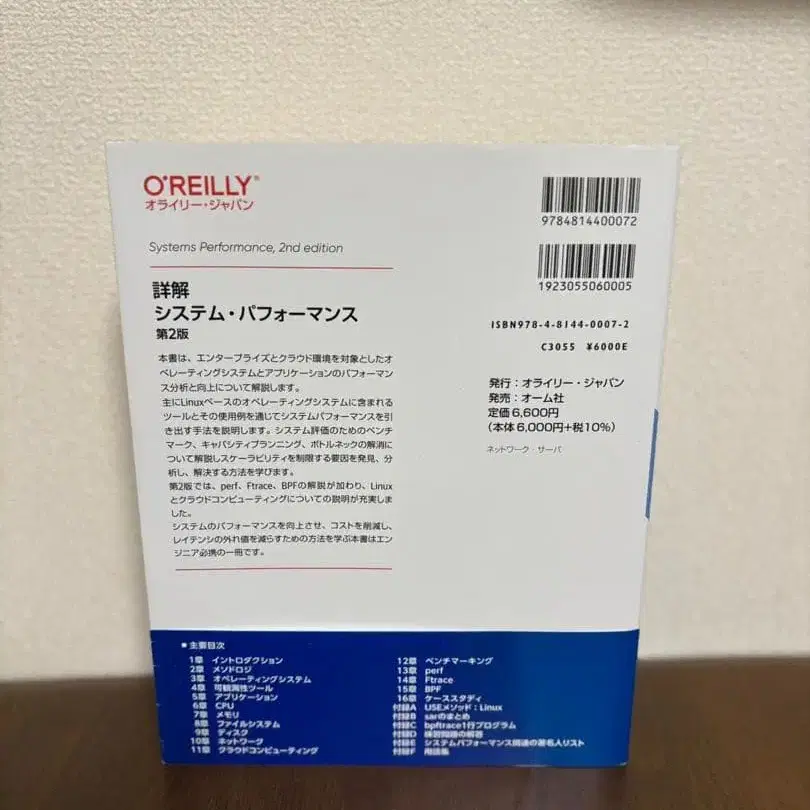 O'REILLY®
オライリー・ジャパン
Systems Performance, 2nd edition
詳解
システム・パフォーマンス
第2版
本書は、エンタープライズとクラウド環境を対象としたオ
ペレーティングシステムとアプリケーションのパフォーマン
ス分析と向上について解説します。
主にLinuxベースのオペレーティングシステムに含まれる
ツールとその使用例を通じてシステムパフォーマンスを引
き出す手法を説明します。システム評価のためのベンチ
マーク、キャパシティプランニング、ボトルネックの解消につ
いて解説しスケーラビリティを制限する要因を発見、分
析し、解決する方法を学びます。
第2版では、perf、Ftrace、BPFの解説が加わり、Linux
とクラウドコンピューティングについての説明が充実しま
した。
システムのパフォーマンスを向上させ、コストを削減し、
レイテンシの外れ値を減らすための方法を学ぶ本書はエン
ジニア必携の一冊です。
9784814400072
1923055060005
ISBN978-4-8144-0007-2
C3055 ¥6000E
発行：オライリー・ジャパン
発売：オーム社
定価6,600円
（本体6,000円+税10%）
ネットワーク／サーバ
■ 主要目次
1章 イントロダクション
2章 メソドロジ
3章 オペレーティングシステム
4章 可観測性ツール
5章 アプリケーション
6章 CPU
7章 メモリ
8章 ファイルシステム
9章 ディスク
10章 ネットワーク
11章 クラウドコンピューティング
12章 ベンチマーキング
13章 perf
14章 Ftrace
15章 BPF
16章 ケーススタディ
付録A USEメソッド：Linux
付録B sarのまとめ
付録C bpftrace1行プログラム
付録D 練習問題の解答
付録E システムパフォーマンス関連の著名人リスト
付録F 用語集